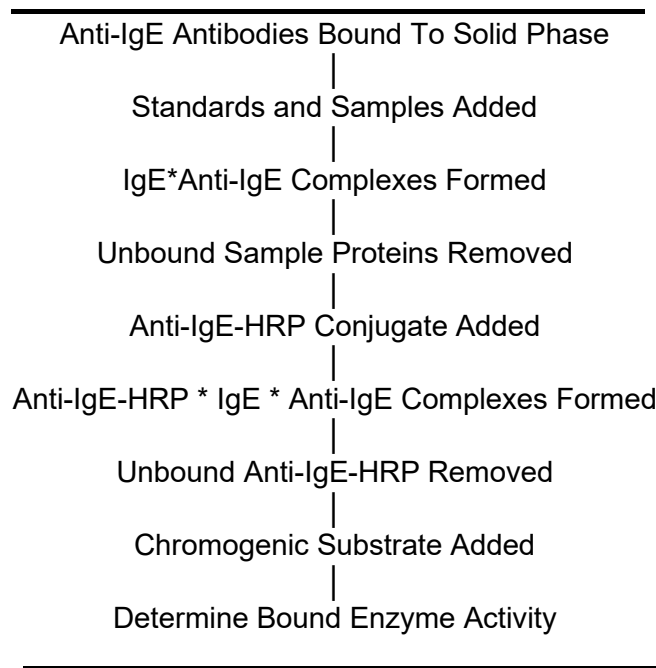 Anti-IgE Antibodies Bound To Solid Phase
Standards and Samples Added
IgE*Anti-IgE Complexes Formed
Unbound Sample Proteins Removed
Anti-IgE-HRP Conjugate Added
Anti-IgE-HRP * IgE * Anti-IgE Complexes Formed
Unbound Anti-IgE-HRP Removed
Chromogenic Substrate Added
Determine Bound Enzyme Activity